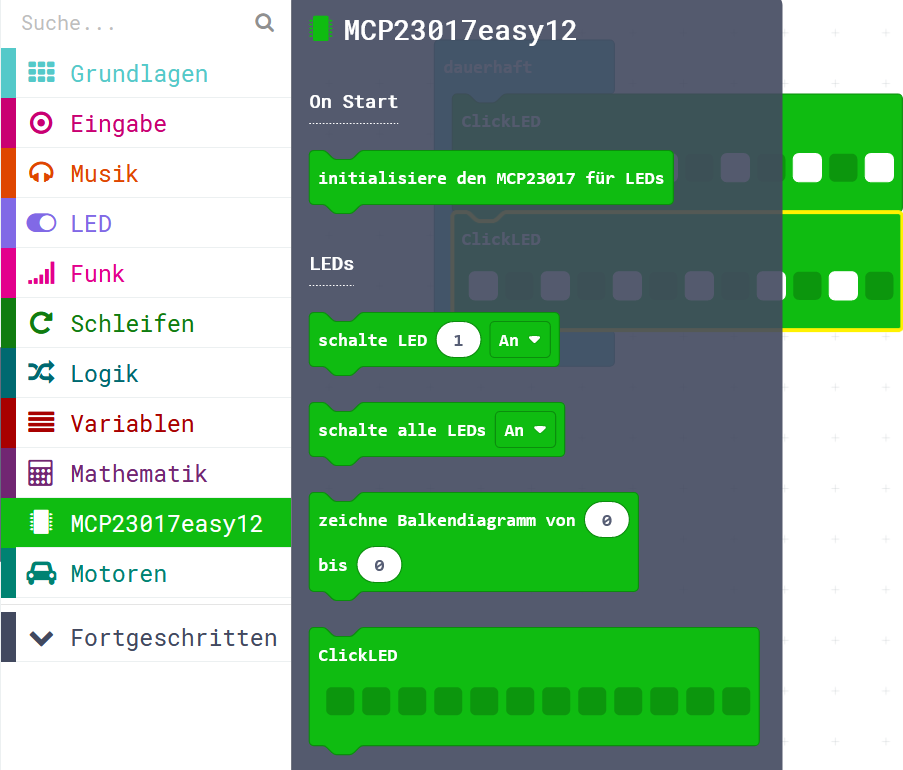 Suche...
Grundlagen
Eingabe
Musik
LED
Funk
Schleifen
Logik
Variablen
Mathematik
MCP23017easy12
Motoren
Fortgeschritten
MCP23017easy12
On Start
initialisiere den MCP23017 für LEDs
LEDs
schalte LED 1 An
schalte alle LEDs An
zeichne Balkendiagramm von 0
bis 0
ClickLED
dauerhaft
ClickLED
ClickLED